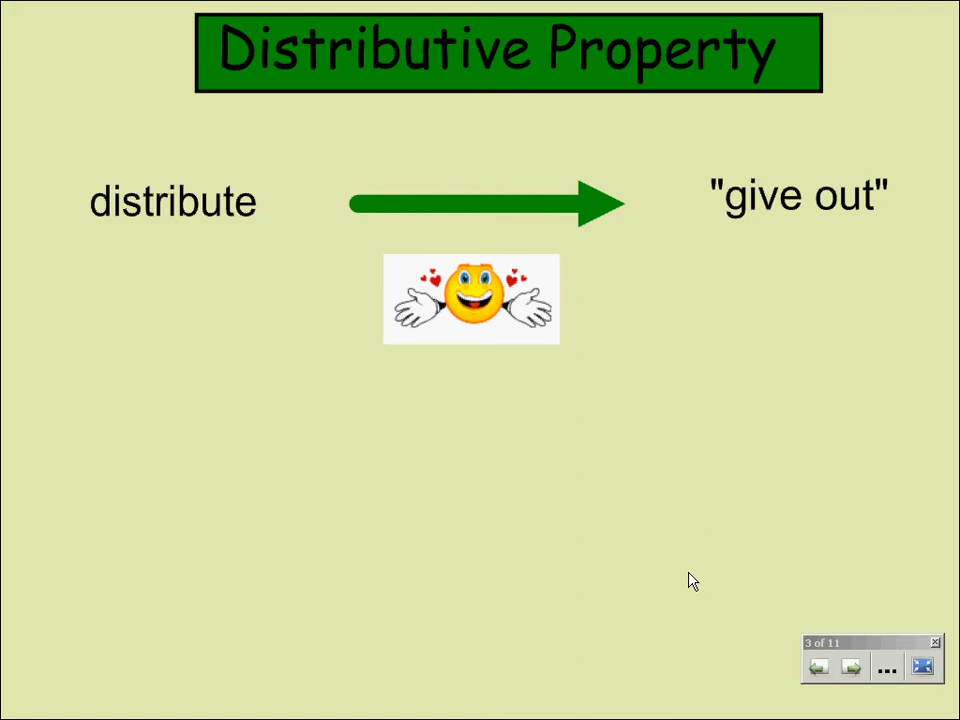 Distributive Property
distribute
"give out"
3 of 11
...